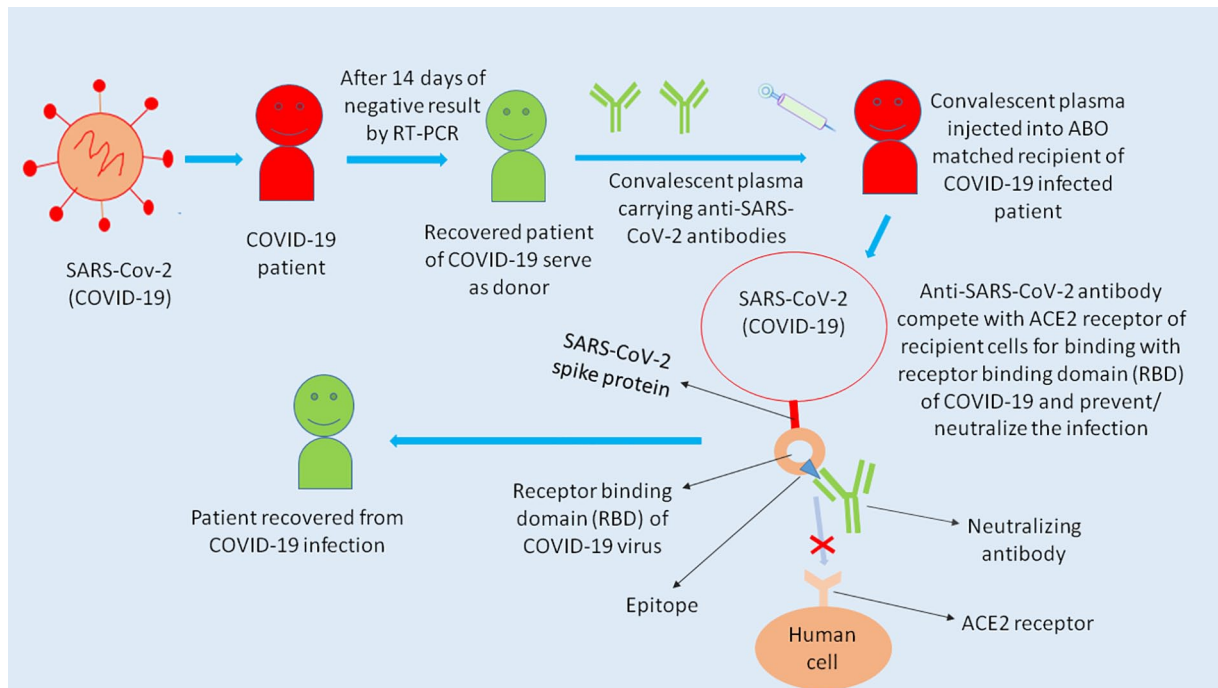 SARS-Cov-2
(COVID-19)
COVID-19
patient
After 14 days of
negative result
by RT-PCR
Recovered patient
of COVID-19 serve
as donor
Convalescent plasma
carrying anti-SARS-
CoV-2 antibodies
Convalescent plasma
injected into ABO
matched recipient of
COVID-19 infected
patient
SARS-CoV-2
(COVID-19)
Anti-SARS-CoV-2 antibody
compete with ACE2 receptor of
recipient cells for binding with
receptor binding domain (RBD)
of COVID-19 and prevent/
neutralize the infection
SARS-CoV-2
spike protein
Receptor binding
domain (RBD) of
COVID-19 virus
Epitope
Neutralizing
antibody
ACE2 receptor
Human
cell
Patient recovered from
COVID-19 infection